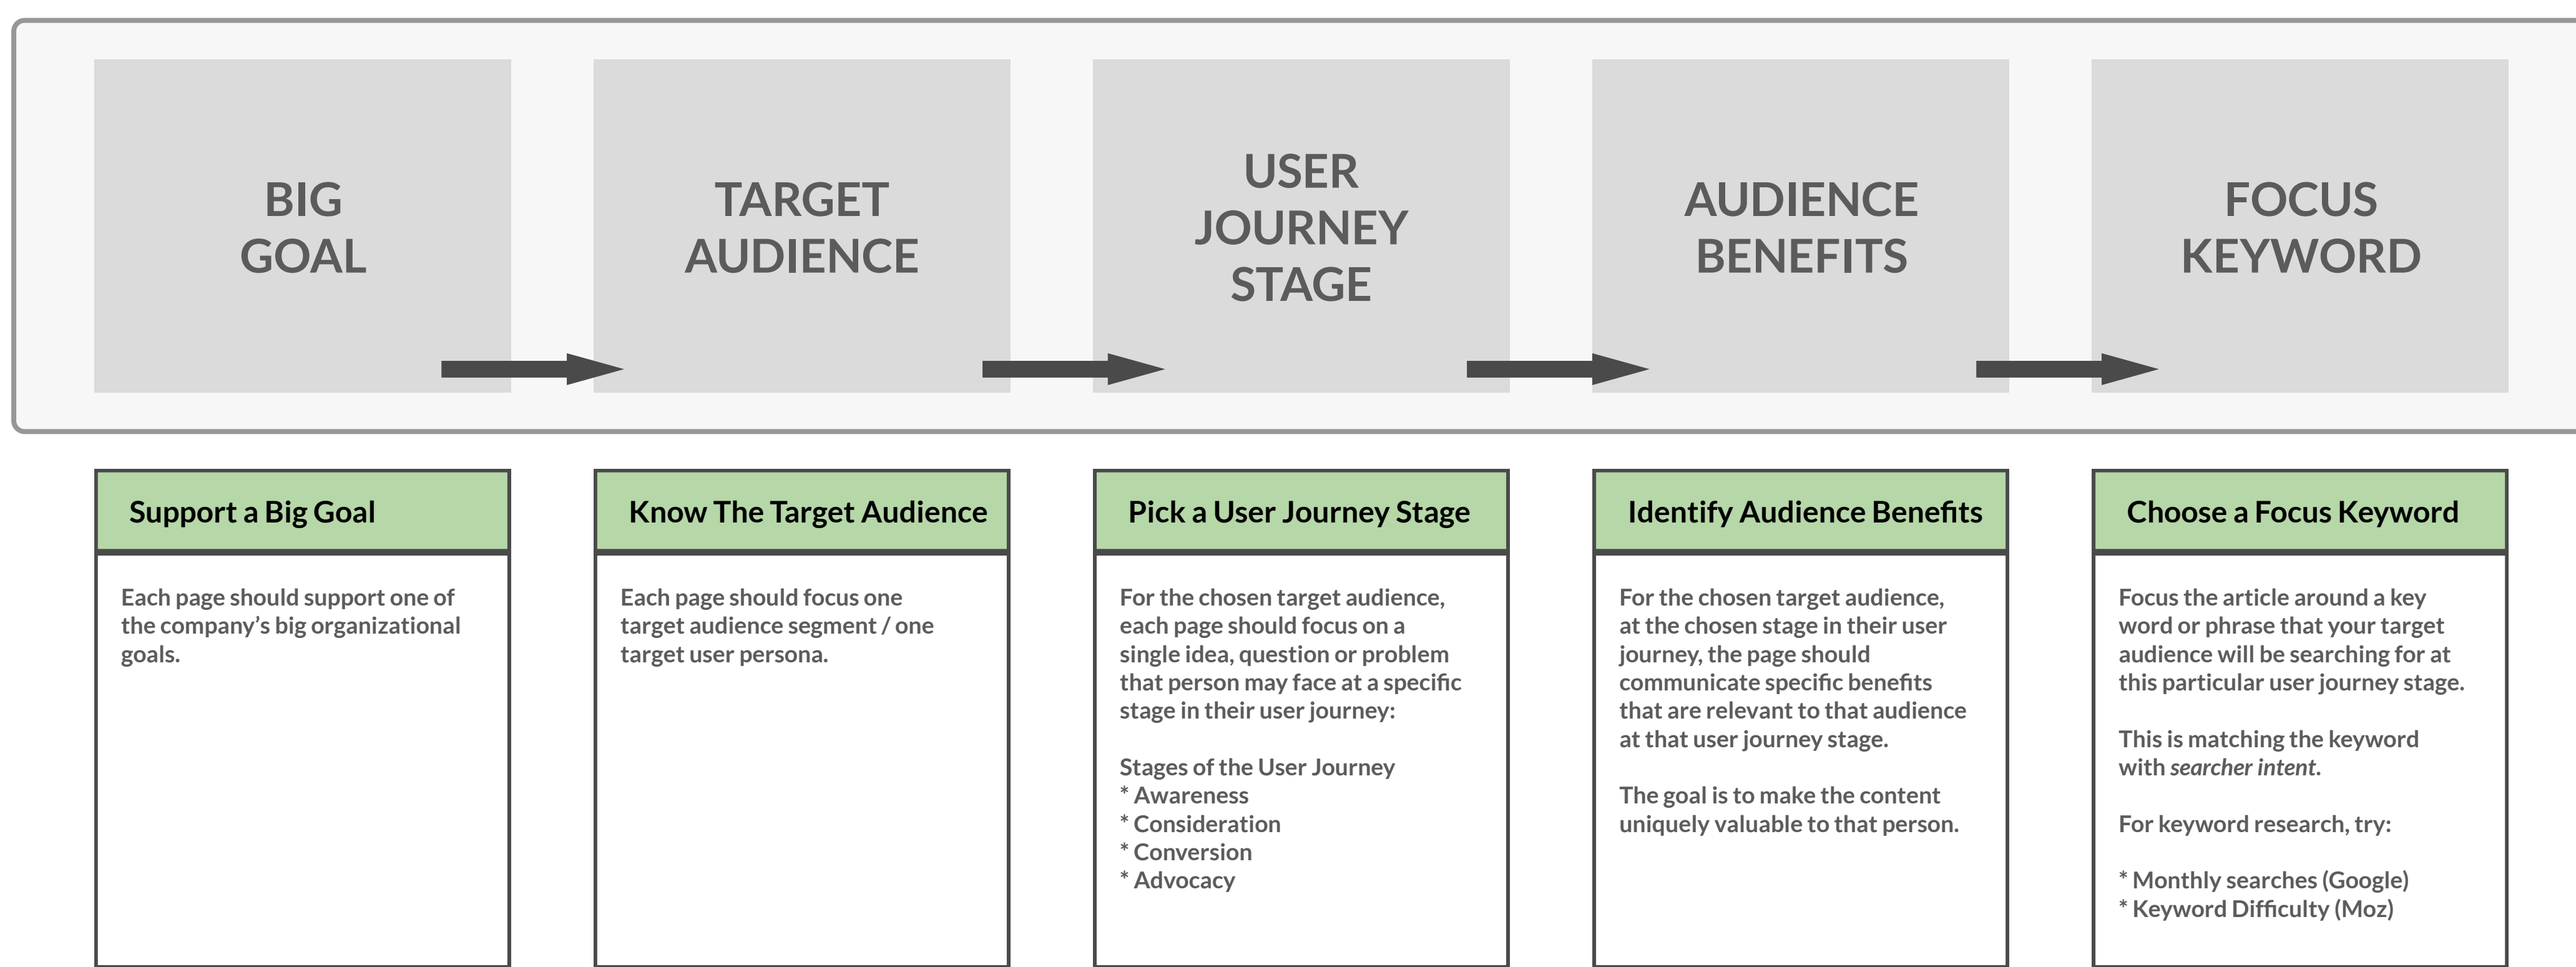 BIG
GOAL
TARGET
AUDIENCE
USER
JOURNEY
STAGE
AUDIENCE
BENEFITS
FOCUS
KEYWORD
Support a Big Goal
Each page should support one of
the company’s big organizational
goals.
Know The Target Audience
Each page should focus one
target audience segment / one
target user persona.
Pick a User Journey Stage
For the chosen target audience,
each page should focus on a
single idea, question or problem
that person may face at a specific
stage in their user journey:
Stages of the User Journey
* Awareness
* Consideration
* Conversion
* Advocacy
Identify Audience Benefits
For the chosen target audience,
at the chosen stage in their user
journey, the page should
communicate specific benefits
that are relevant to that audience
at that user journey stage.
The goal is to make the content
uniquely valuable to that person.
Choose a Focus Keyword
Focus the article around a key
word or phrase that your target
audience will be searching for at
this particular user journey stage.
This is matching the keyword
with searcher intent.
For keyword research, try:
* Monthly searches (Google)
* Keyword Difficulty (Moz)